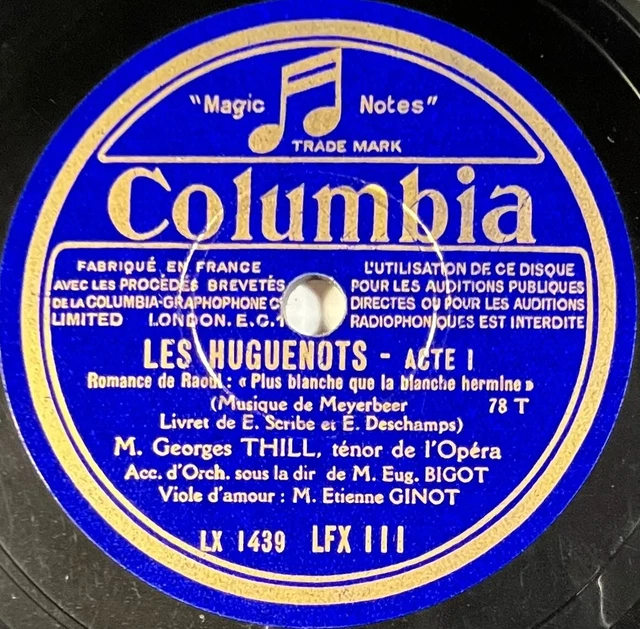 "Magic Notes"
TRADE MARK
Columbia
FABRIQUÉ EN FRANCE
AVEC LES PROCÉDÉS BREVETÉS
DE LA COLUMBIA-GRAPHOPHONE
LIMITED LONDON. E.C.1
L'UTILISATION DE CE DISQUE
POUR LES AUDITIONS PUBLIQUES
DIRECTES OU POUR LES AUDITIONS
RADIOPHONIQUES EST INTERDITE
LES HUGUENOTS - ACTE I
Romance de Raoul : « Plus blanche que la blanche hermine »
(Musique de Meyerbeer 78 T
Livret de E. Scribe et E. Deschamps)
M. Georges THILL, ténor de l'Opéra
Acc. d'Orch. sous la dir de M. Eug. BIGOT
Viole d'amour : M. Etienne GINOT
LX 1439 LFX 111